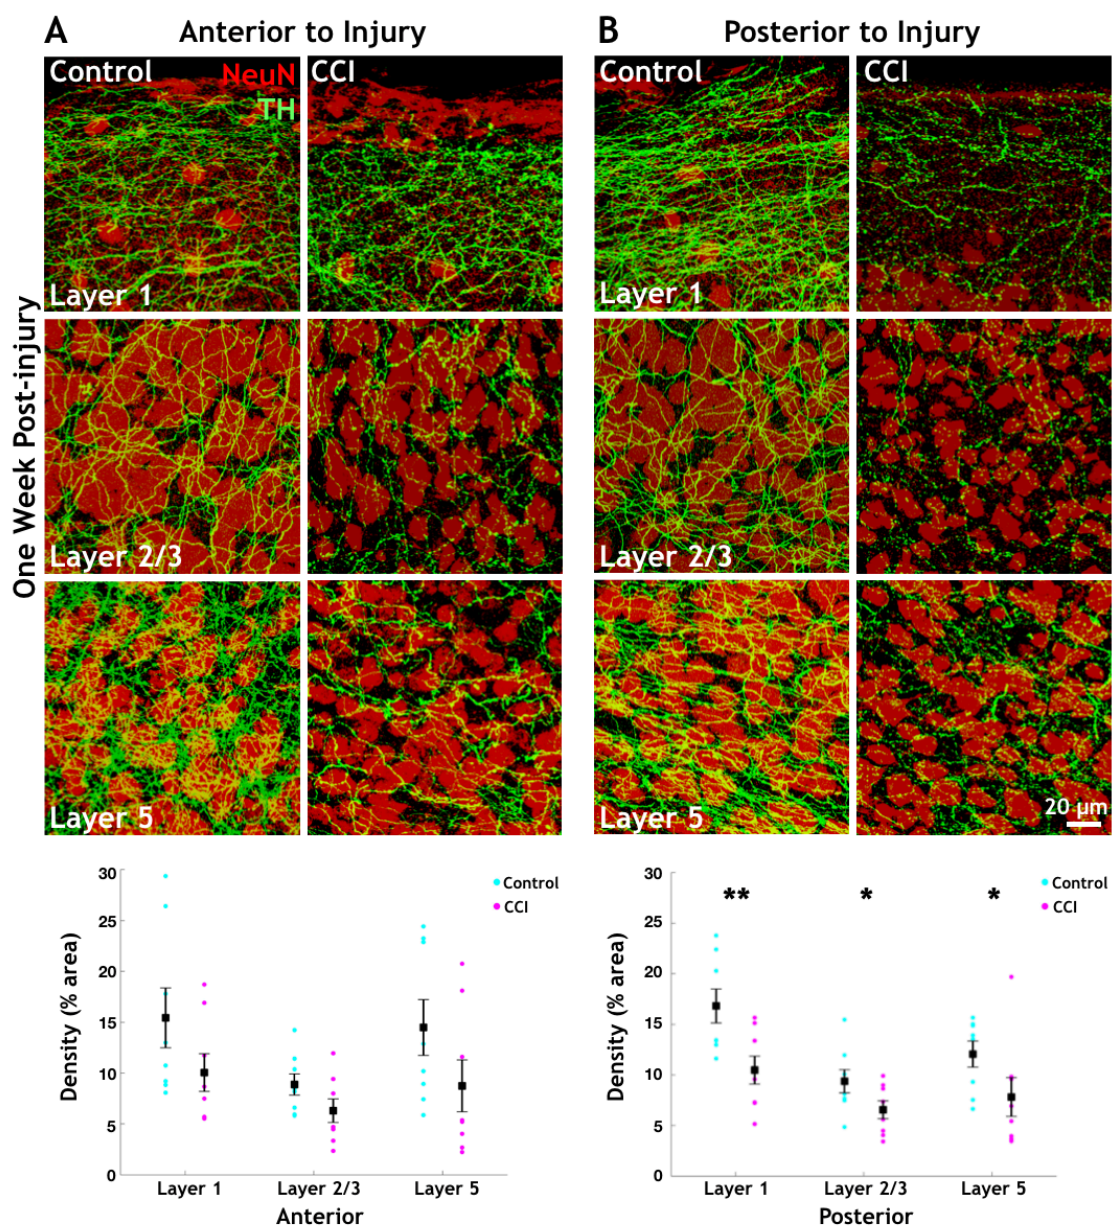 A Anterior to Injury
B Posterior to Injury
Control NeuN CCI
TH
Control CCI
Layer 1
Layer 1
One Week Post-injury
Layer 2/3
Layer 2/3
Layer 5
Layer 5
20 µm
30
25
20
15
10
5
0
Density (% area)
Control
CCI
Layer 1 Layer 2/3 Layer 5
Anterior
30
25
20
15
10
5
0
Density (% area)
Control
CCI
** * *
Layer 1 Layer 2/3 Layer 5
Posterior